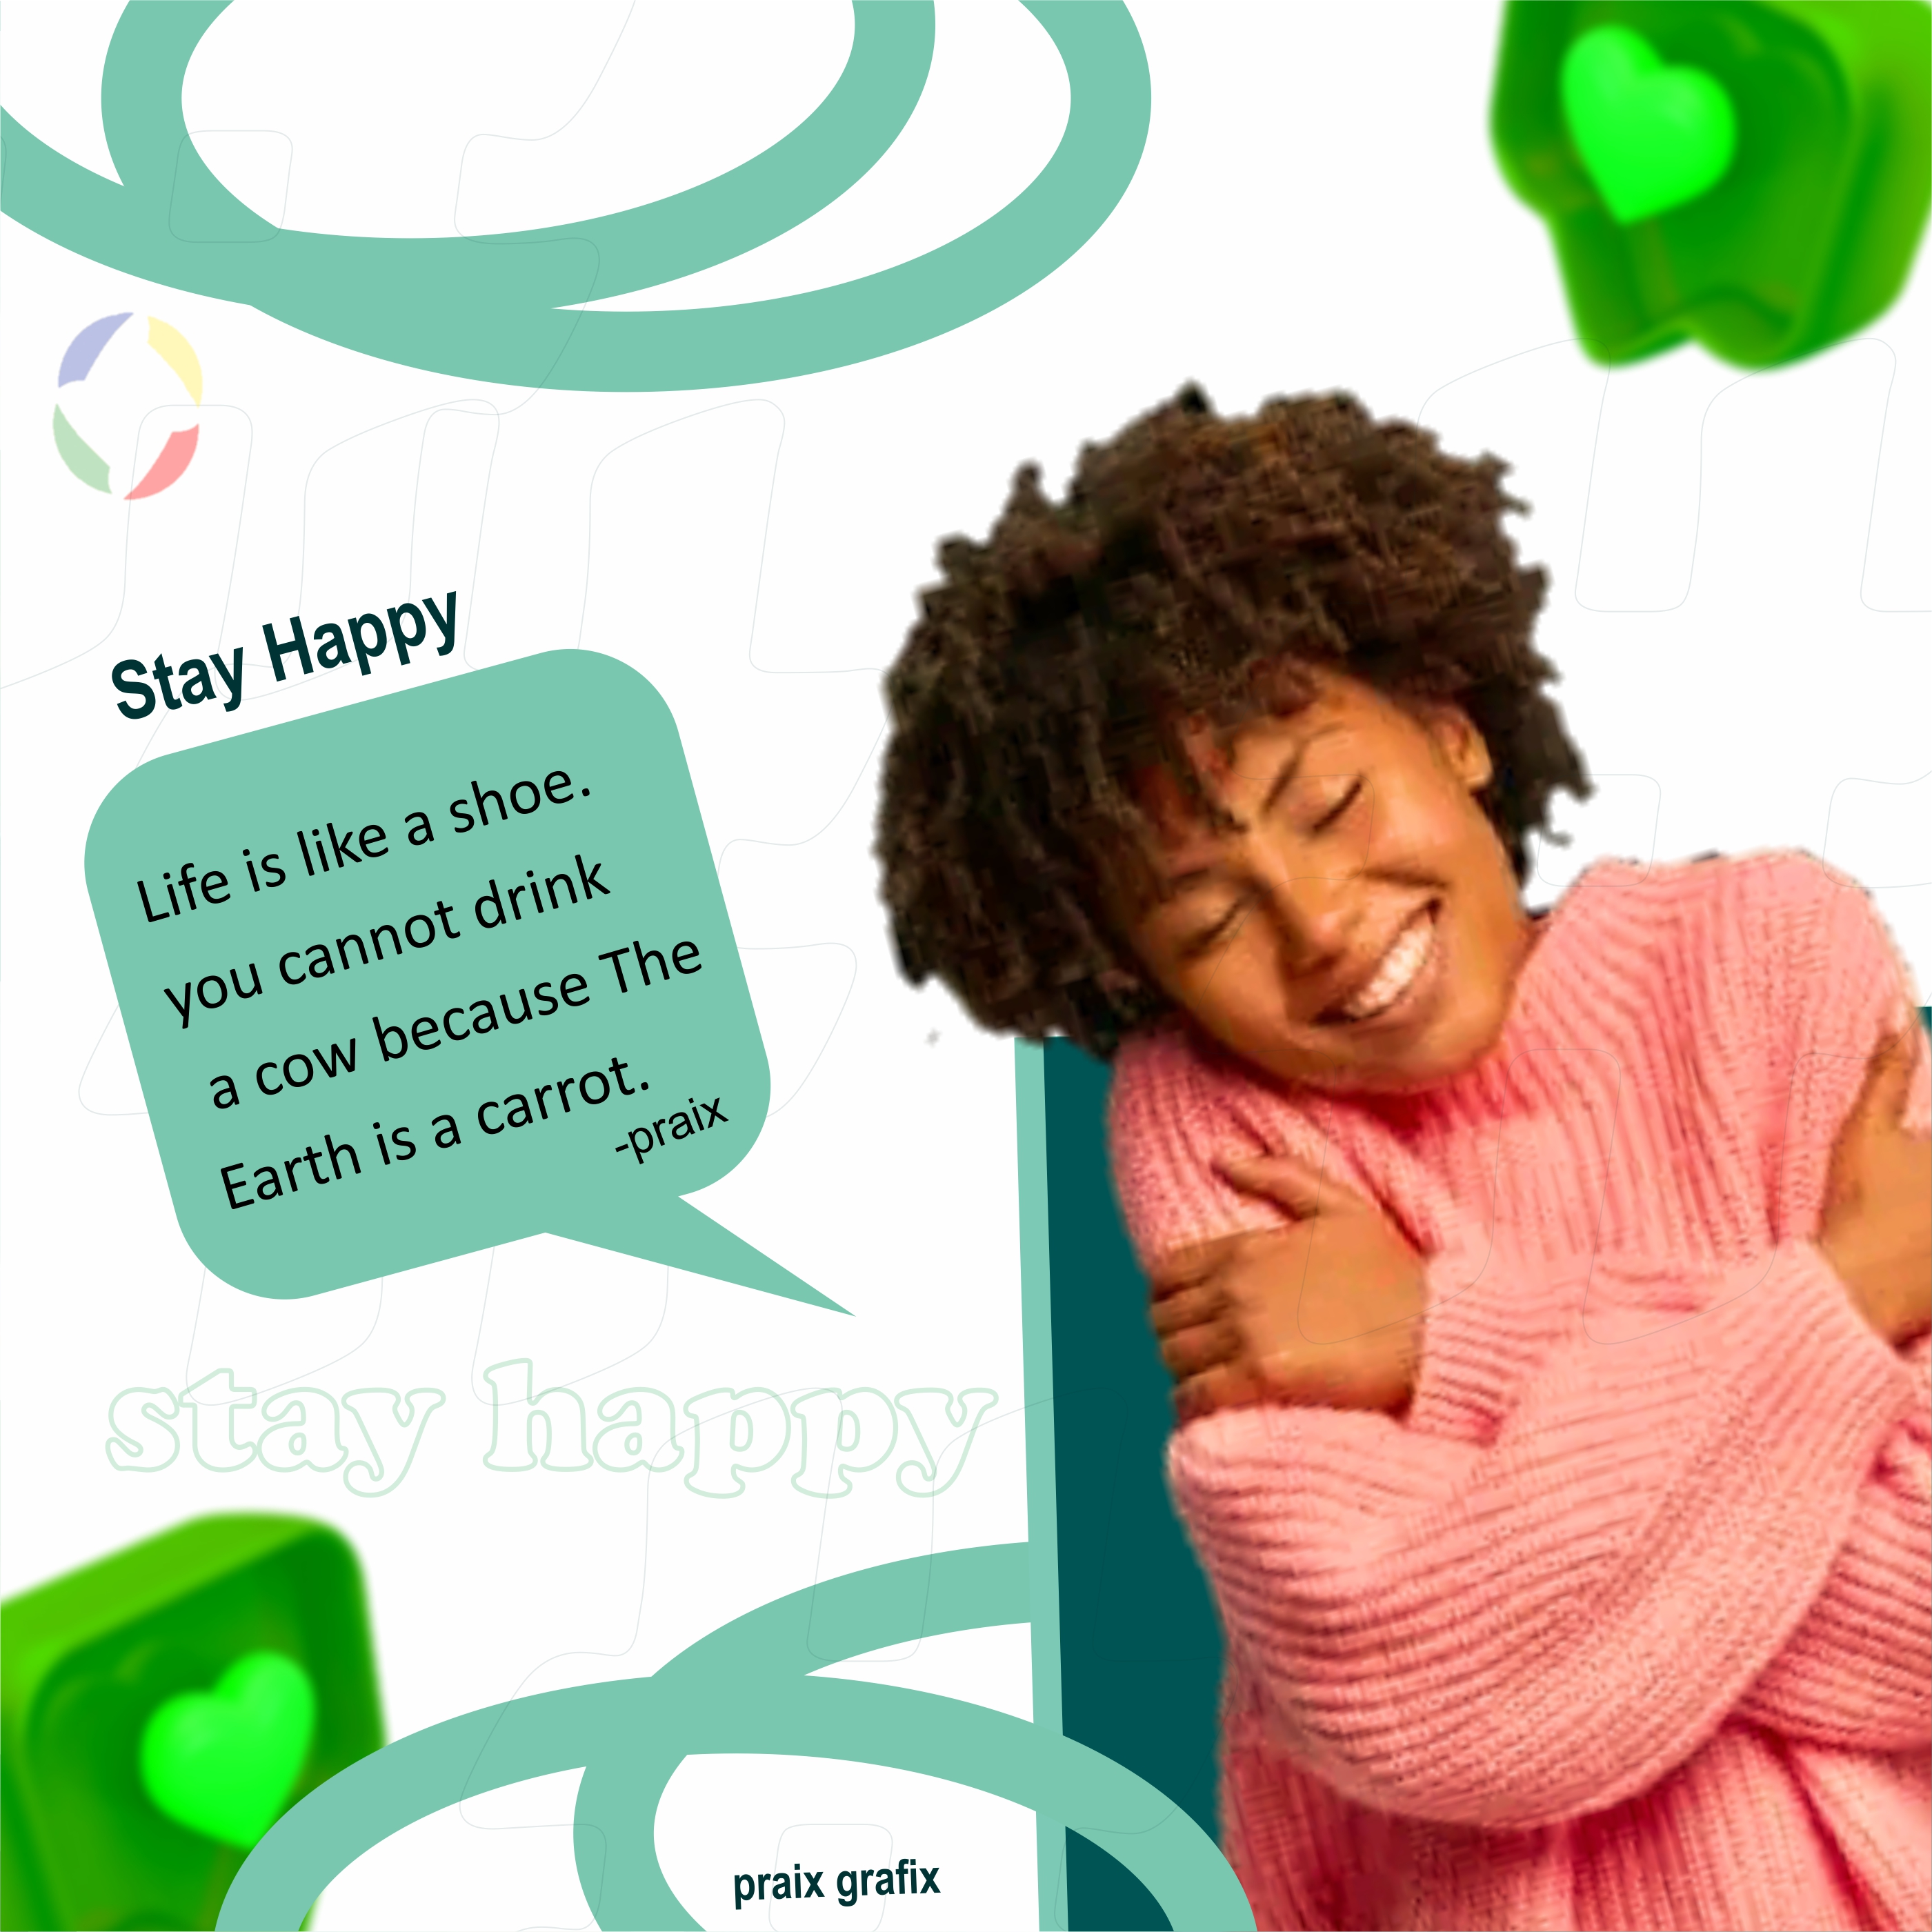 Stay Happy
Life is like a shoe.
you cannot drink
a cow because The
Earth is a carrot.
-praix
stay happy
praix grafix